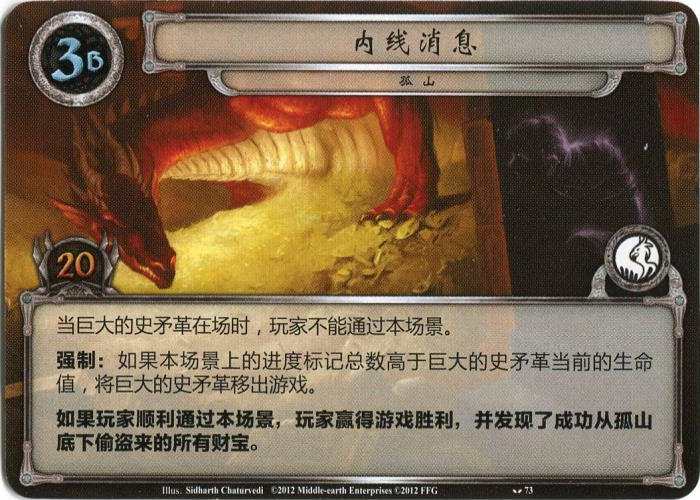 3B
内线消息
孤山
20
当巨大的史矛革在场时，玩家不能通过本场景。
强制：如果本场景上的进度标记总数高于巨大的史矛革当前的生命
值，将巨大的史矛革移出游戏。
如果玩家顺利通过本场景，玩家赢得游戏胜利，并发现了成功从孤山
底下偷盗来的所有财宝。
Illus. Sidharth Chaturvedi ©2012 Middle-earth Enterprises ©2012 FFG 73